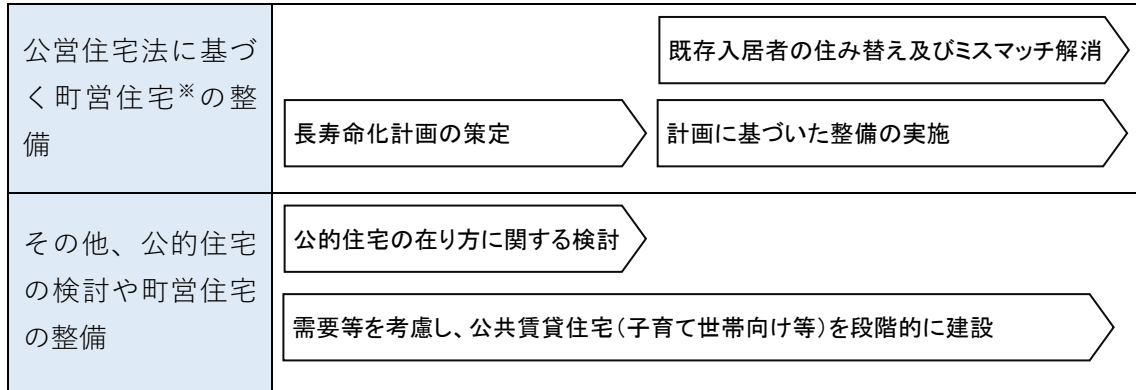 公営住宅法に基づ
く町営住宅※の整
備
既存入居者の住み替え及びミスマッチ解消
長寿命化計画の策定
計画に基づいた整備の実施
その他、公的住宅
の検討や町営住宅
の整備
公的住宅の在り方に関する検討
需要等を考慮し、公共賃貸住宅（子育て世帯向け等）を段階的に建設